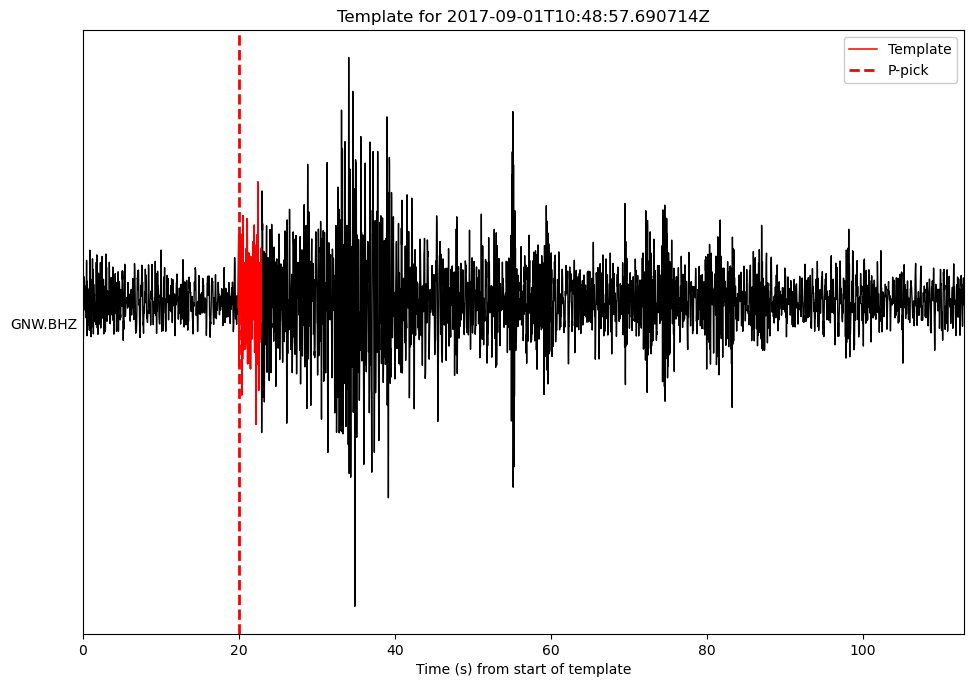 Template for 2017-09-01T10:48:57.690714Z
Template
P-pick
GNW.BHZ
0 20 40 60 80 100
Time (s) from start of template